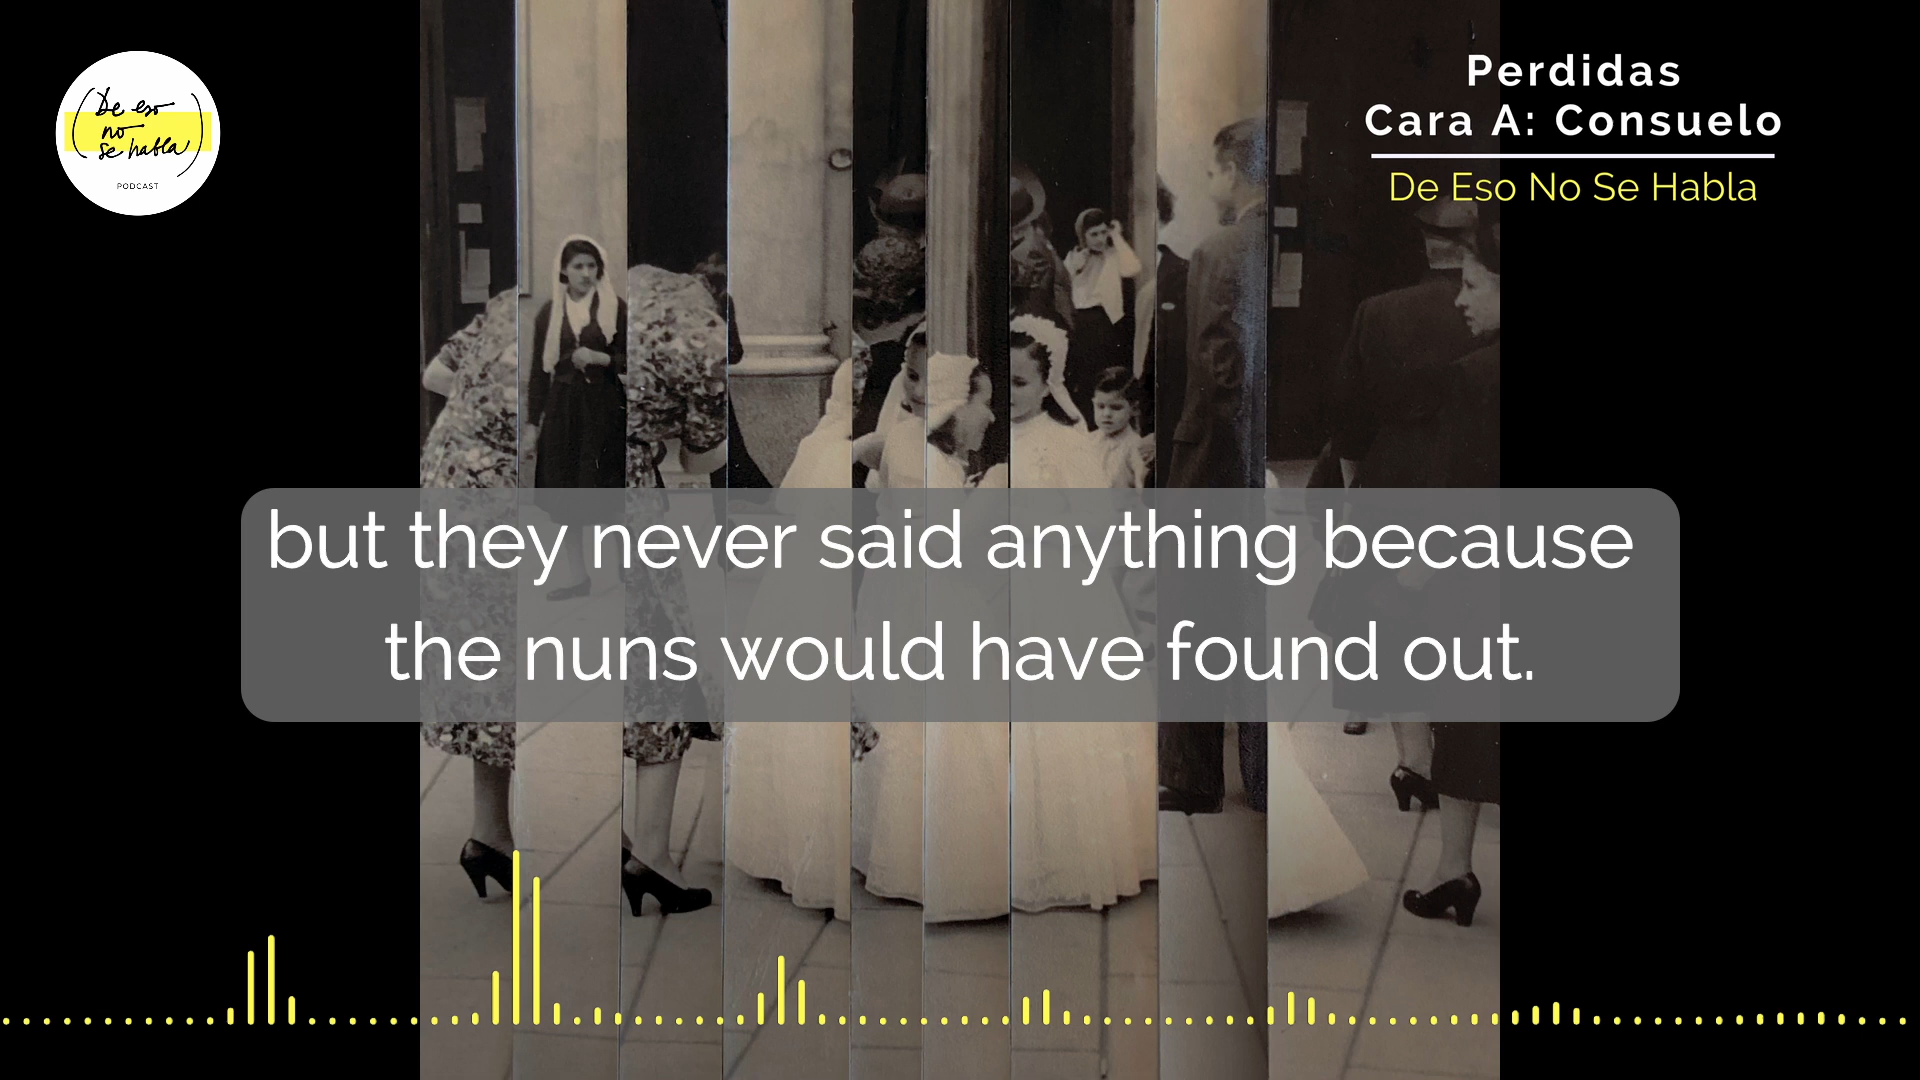 De eso
no
se habla
PODCAST
Perdidas
Cara A: Consuelo
De Eso No Se Habla
but they never said anything because
the nuns would have found out.